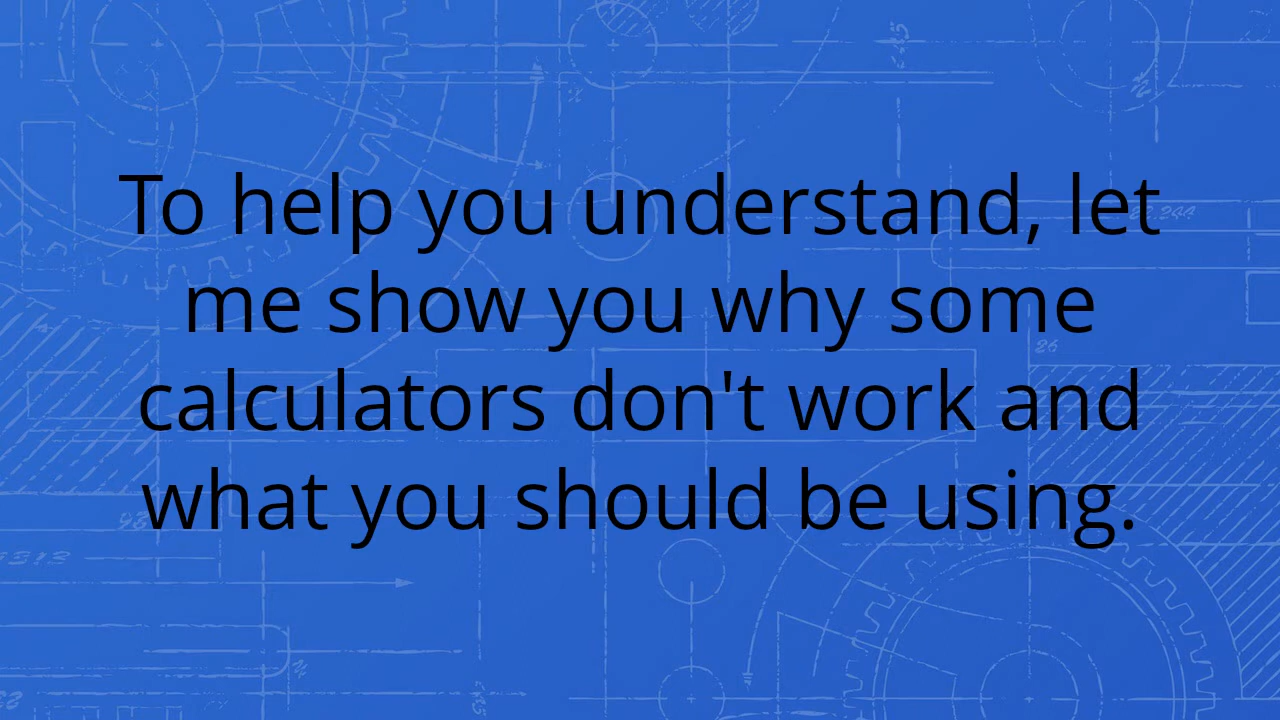 To help you understand, let
me show you why some
calculators don't work and
what you should be using.
26